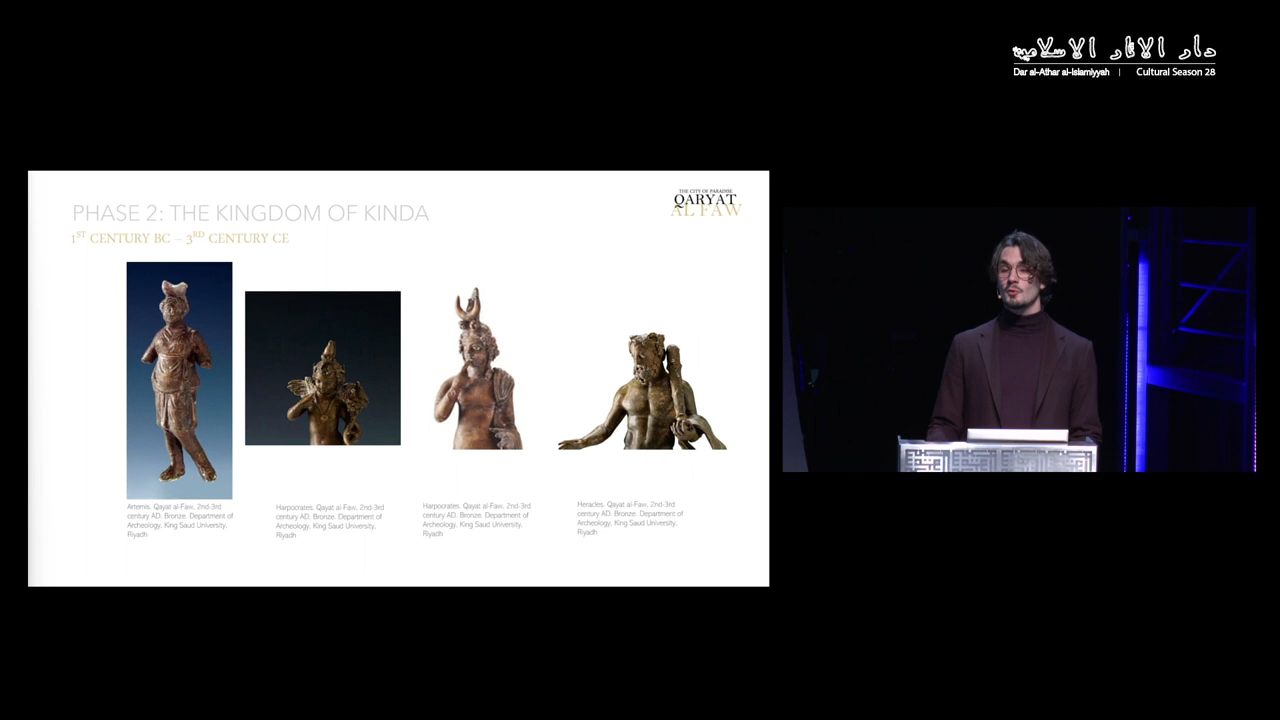 دار الآثار الإسلامية
Dar al-Athar al-Islamiyyah | Cultural Season 28
PHASE 2: THE KINGDOM OF KINDA
1ST CENTURY BC – 3RD CENTURY CE
THE CITY OF PARADISE
QARYAT
AL FAW
Artemis. Qayat al-Faw, 2nd-3rd
century AD. Bronze. Department of
Archeology, King Saud University,
Riyadh
Harpocrates. Qayat al-Faw, 2nd-3rd
century AD. Bronze. Department of
Archeology, King Saud University,
Riyadh
Harpocrates. Qayat al-Faw, 2nd-3rd
century AD. Bronze. Department of
Archeology, King Saud University,
Riyadh
Heracles. Qayat al-Faw, 2nd-3rd
century AD. Bronze. Department of
Archeology, King Saud University,
Riyadh